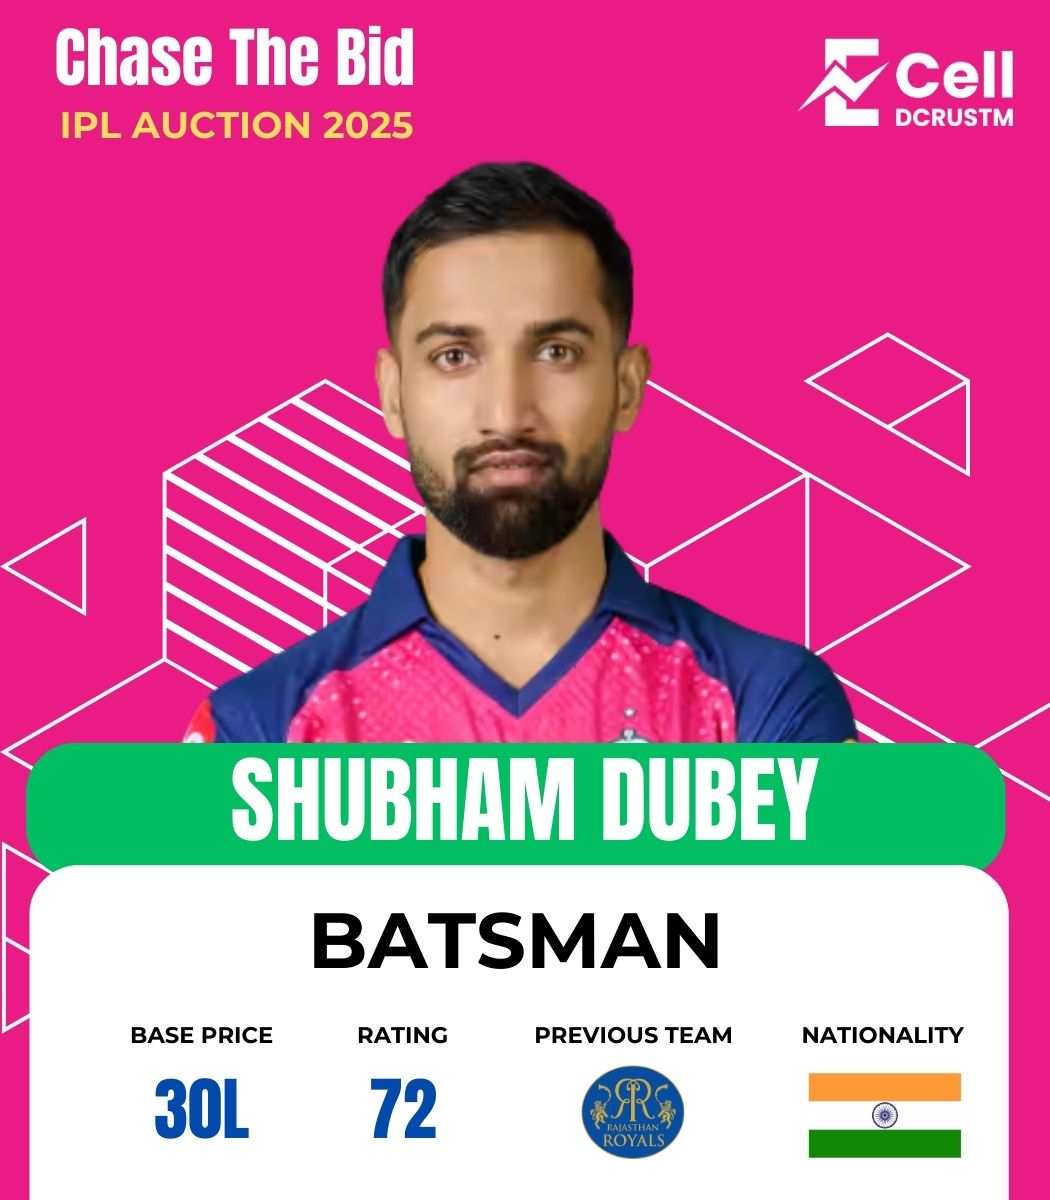 Chase The Bid
IPL AUCTION 2025
E Cell
DCRUSTM
SHUBHAM DUBEY
BATSMAN
BASE PRICE
RATING
PREVIOUS TEAM
NATIONALITY
30L
72
RR
RAJASTHAN
ROYALS